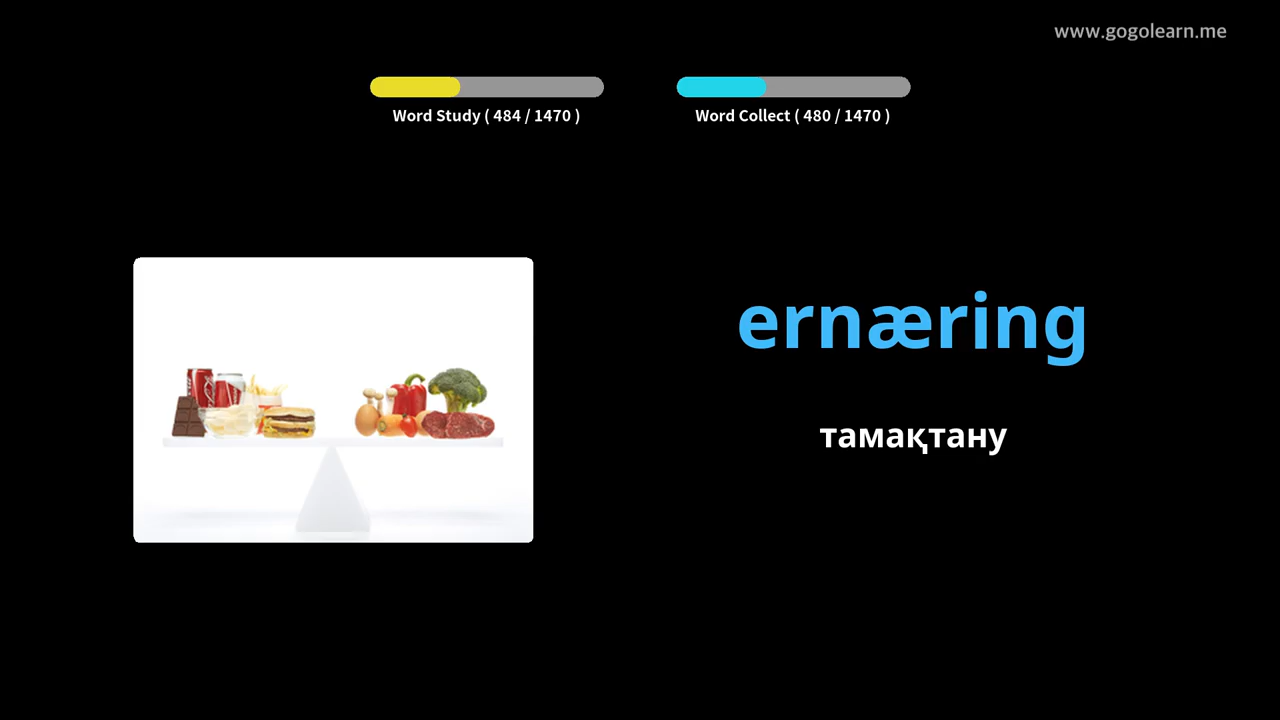 www.gogolearn.me
Word Study ( 484 / 1470 )
Word Collect ( 480 / 1470 )
ernæring
тамақтану